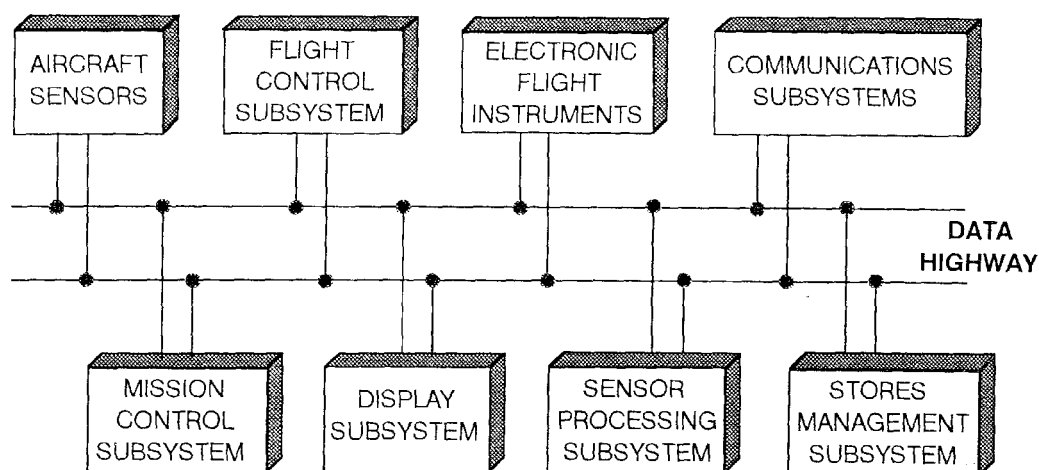 AIRCRAFT
SENSORS
FLIGHT
CONTROL
SUBSYSTEM
ELECTRONIC
FLIGHT
INSTRUMENTS
COMMUNICATIONS
SUBSYSTEMS
DATA
HIGHWAY
MISSION
CONTROL
SUBSYSTEM
DISPLAY
SUBSYSTEM
SENSOR
PROCESSING
SUBSYSTEM
STORES
MANAGEMENT
SUBSYSTEM